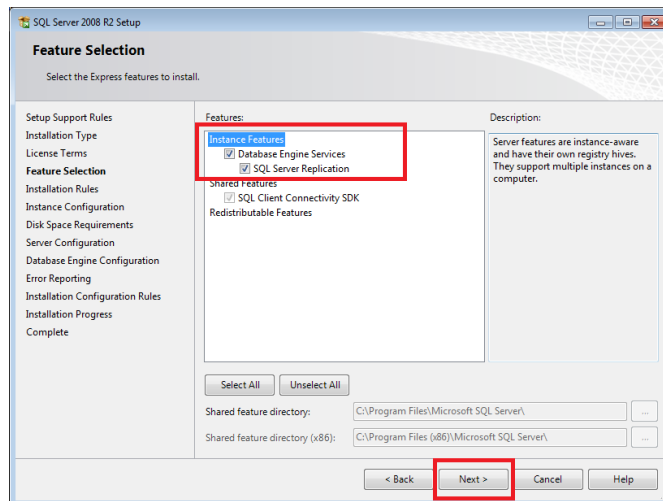 SQL Server 2008 R2 Setup
Feature Selection
Select the Express features to install.
Setup Support Rules
Installation Type
License Terms
Feature Selection
Installation Rules
Instance Configuration
Disk Space Requirements
Server Configuration
Database Engine Configuration
Error Reporting
Installation Configuration Rules
Installation Progress
Complete
Features:
Instance Features
Database Engine Services
SQL Server Replication
Shared Features
SQL Client Connectivity SDK
Redistributable Features
Description:
Server features are instance-aware
and have their own registry hives.
They support multiple instances on a
computer.
Select All
Unselect All
Shared feature directory:
C:\Program Files\Microsoft SQL Server\
...
Shared feature directory (x86):
C:\Program Files (x86)\Microsoft SQL Server\
...
< Back
Next >
Cancel
Help